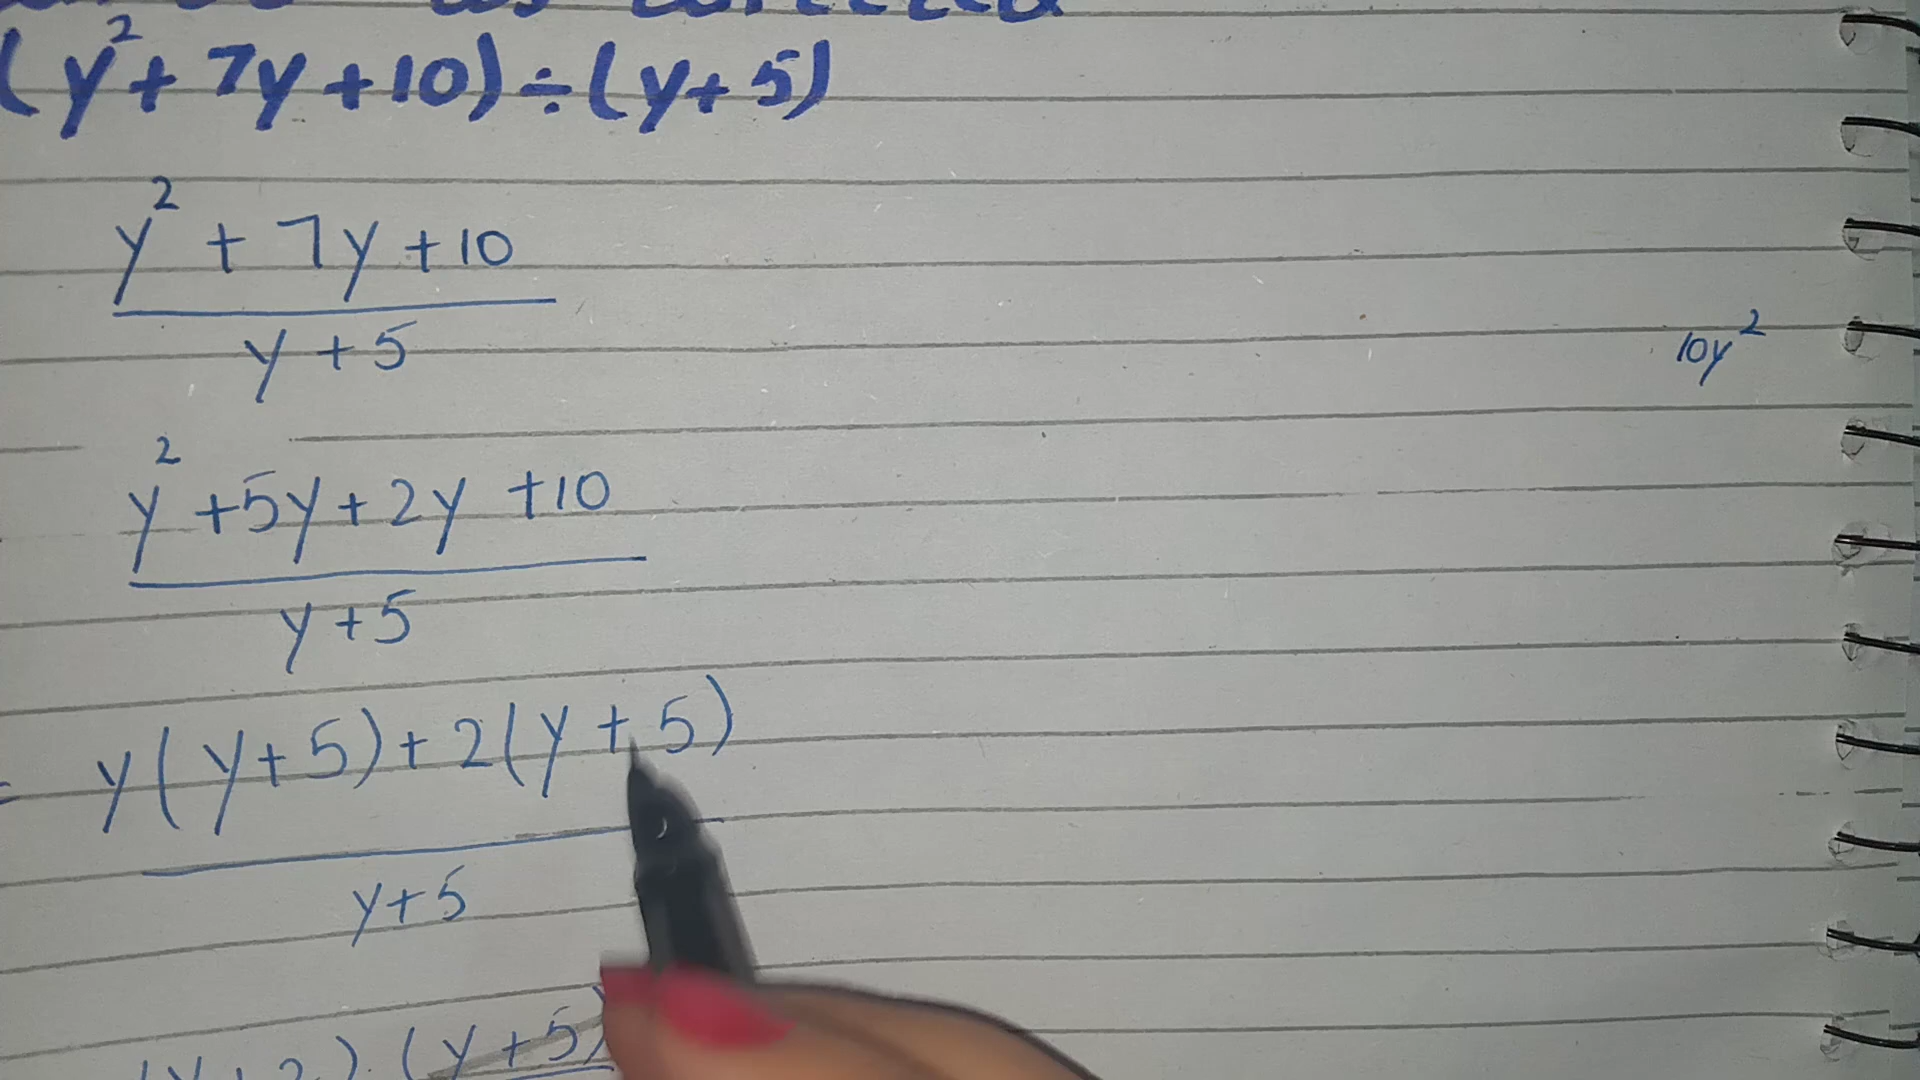 (y² + 7y + 10) ÷ (y + 5)
y² + 7y + 10
y + 5
10y²
y² + 5y + 2y + 10
y + 5
= y(y + 5) + 2(y + 5)
y + 5
(y + 2) (y + 5)